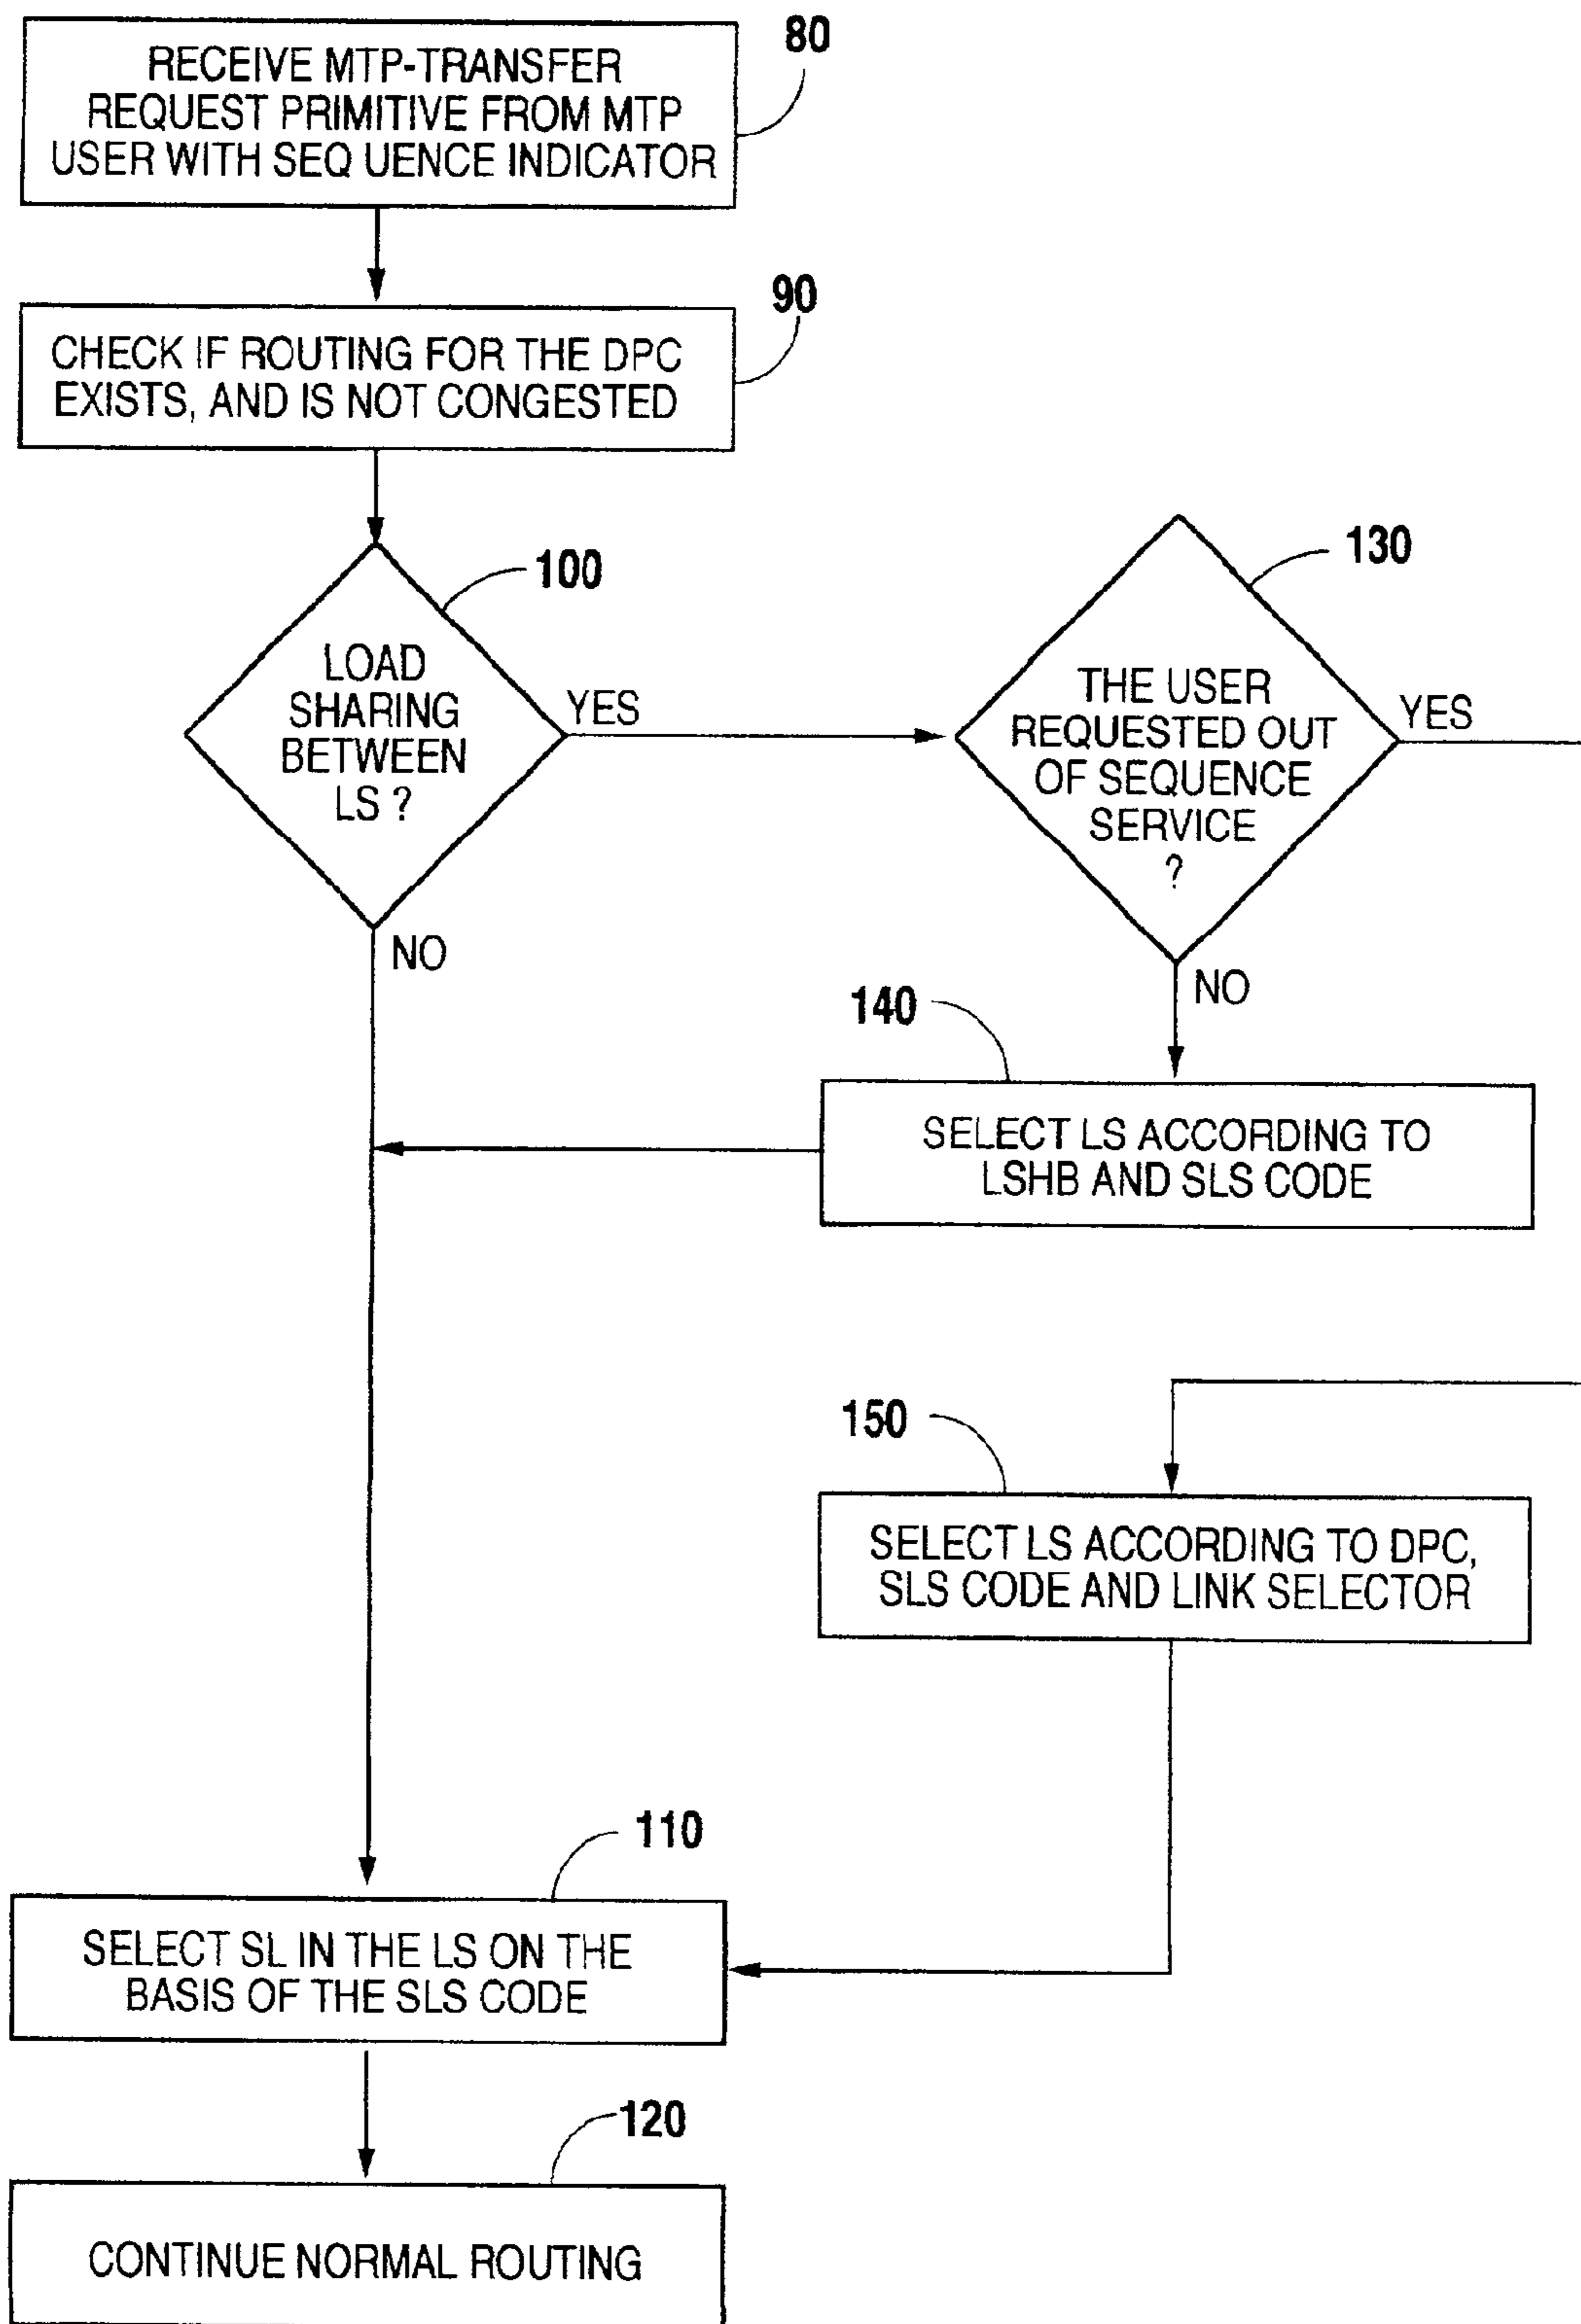 80
RECEIVE MTP-TRANSFER
REQUEST PRIMITIVE FROM MTP
USER WITH SEQ UENCE INDICATOR
90
CHECK IF ROUTING FOR THE DPC
EXISTS, AND IS NOT CONGESTED
100
LOAD
SHARING
BETWEEN
LS ?
YES
NO
130
THE USER
REQUESTED OUT
OF SEQUENCE
SERVICE
?
YES
NO
140
SELECT LS ACCORDING TO
LSHB AND SLS CODE
150
SELECT LS ACCORDING TO DPC,
SLS CODE AND LINK SELECTOR
110
SELECT SL IN THE LS ON THE
BASIS OF THE SLS CODE
120
CONTINUE NORMAL ROUTING